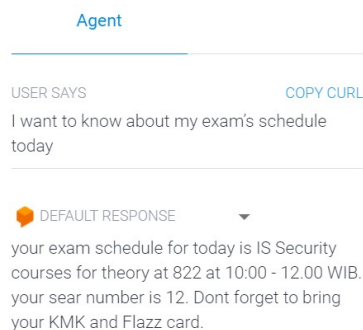 Agent
USER SAYS COPY CURL
I want to know about my exam's schedule
today
DEFAULT RESPONSE
your exam schedule for today is IS Security
courses for theory at 822 at 10:00 - 12.00 WIB.
your sear number is 12. Dont forget to bring
your KMK and Flazz card.